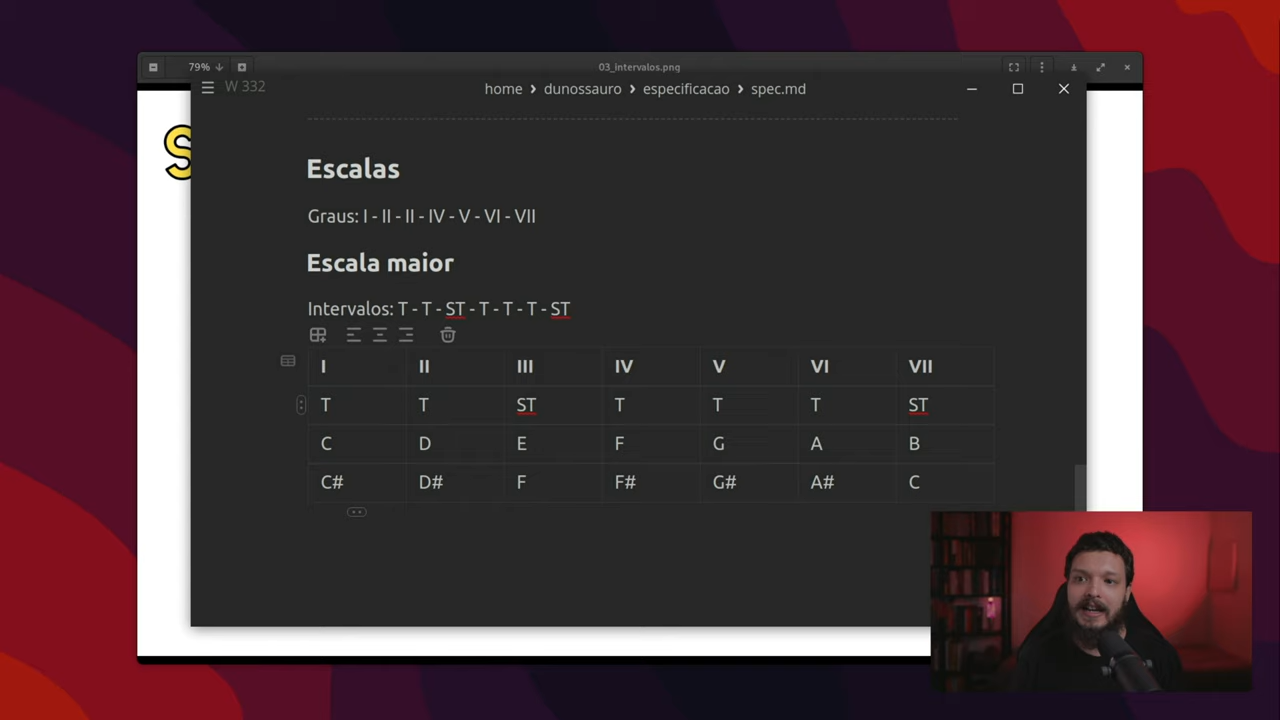 79%
03_intervalos.png
W 332
home > dunossauro > especificacao > spec.md
S
Escalas
Graus: I - II - II - IV - V - VI - VII
Escala maior
Intervalos: T - T - ST - T - T - T - ST
I II III IV V VI VII
T T ST T T T ST
C D E F G A B
C# D# F F# G# A# C